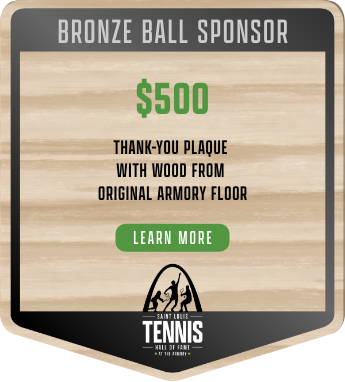 BRONZE BALL SPONSOR
$500
THANK-YOU PLAQUE
WITH WOOD FROM
ORIGINAL ARMORY FLOOR
LEARN MORE
SAINT LOUIS
TENNIS
HALL OF FAME
AT THE ARMORY